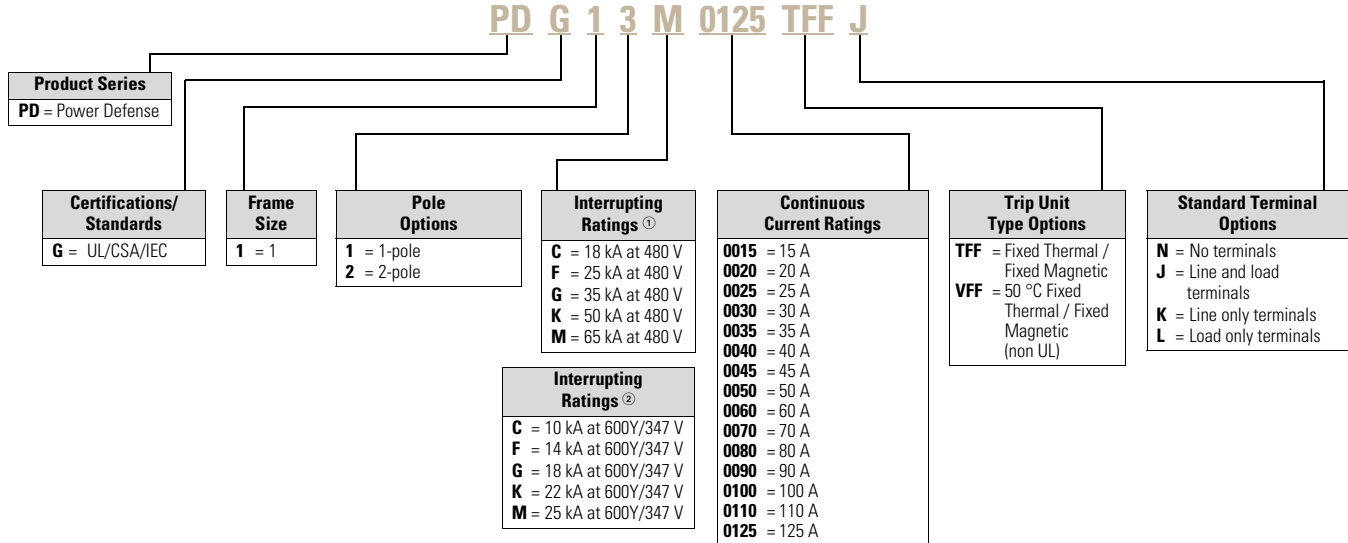 PD G 1 3 M 0125 TFF J
Product Series
PD = Power Defense
Certifications/
Standards
G = UL/CSA/IEC
Frame
Size
1 = 1
Pole
Options
1 = 1-pole
2 = 2-pole
Interrupting
Ratings ①
C = 18 kA at 480 V
F = 25 kA at 480 V
G = 35 kA at 480 V
K = 50 kA at 480 V
M = 65 kA at 480 V
Interrupting
Ratings ②
C = 10 kA at 600Y/347 V
F = 14 kA at 600Y/347 V
G = 18 kA at 600Y/347 V
K = 22 kA at 600Y/347 V
M = 25 kA at 600Y/347 V
Continuous
Current Ratings
0015 = 15 A
0020 = 20 A
0025 = 25 A
0030 = 30 A
0035 = 35 A
0040 = 40 A
0045 = 45 A
0050 = 50 A
0060 = 60 A
0070 = 70 A
0080 = 80 A
0090 = 90 A
0100 = 100 A
0110 = 110 A
0125 = 125 A
Trip Unit
Type Options
TFF = Fixed Thermal /
Fixed Magnetic
VFF = 50 °C Fixed
Thermal / Fixed
Magnetic
(non UL)
Standard Terminal
Options
N = No terminals
J = Line and load
terminals
K = Line only terminals
L = Load only terminals